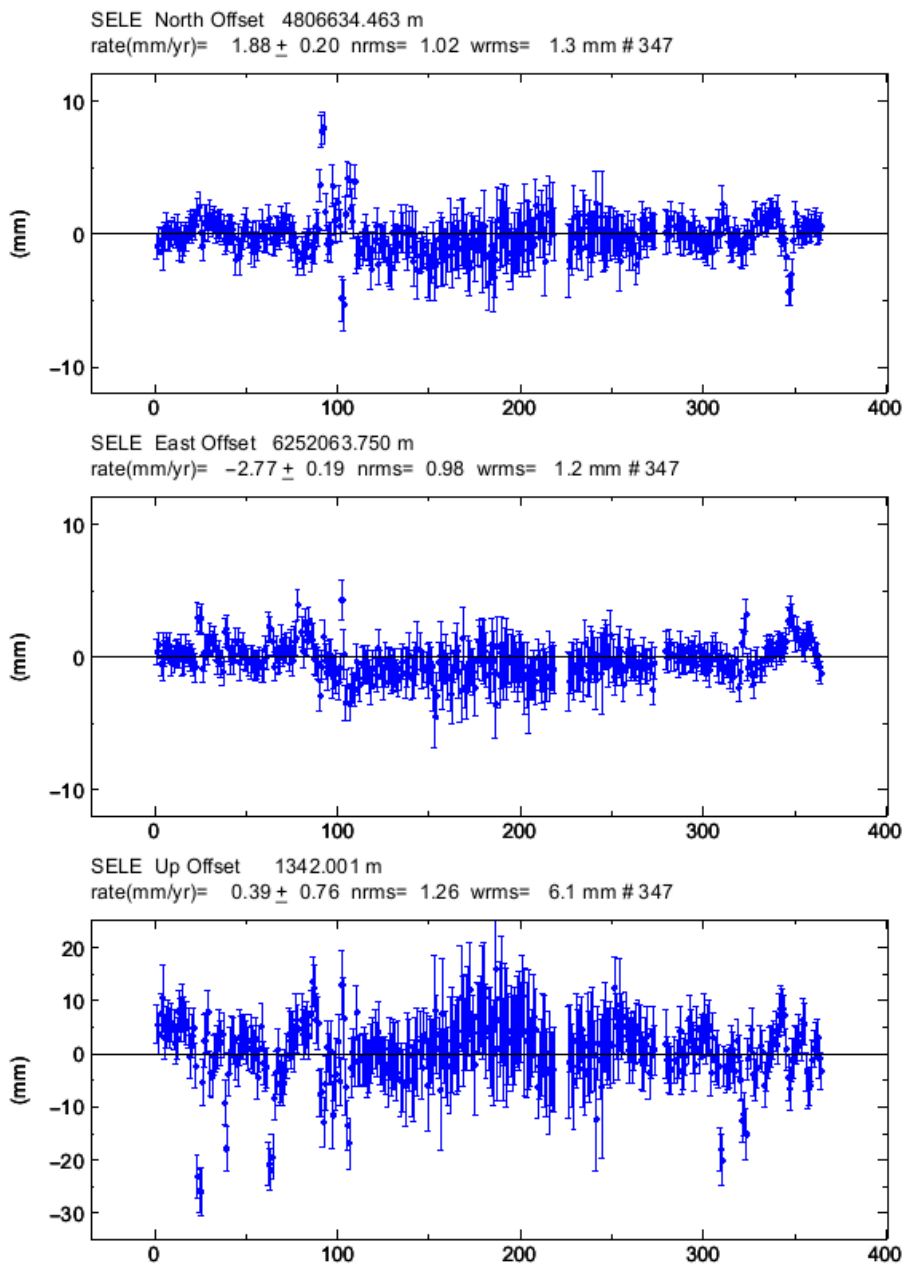 SELE North Offset 4806634.463 m
rate(mm/yr)= 1.88 ± 0.20 nrms= 1.02 wrms= 1.3 mm # 347
10
0
−10
(mm)
0 100 200 300 400
SELE East Offset 6252063.750 m
rate(mm/yr)= −2.77 ± 0.19 nrms= 0.98 wrms= 1.2 mm # 347
10
0
−10
(mm)
0 100 200 300 400
SELE Up Offset 1342.001 m
rate(mm/yr)= 0.39 ± 0.76 nrms= 1.26 wrms= 6.1 mm # 347
20
10
0
−10
−20
−30
(mm)
0 100 200 300 400